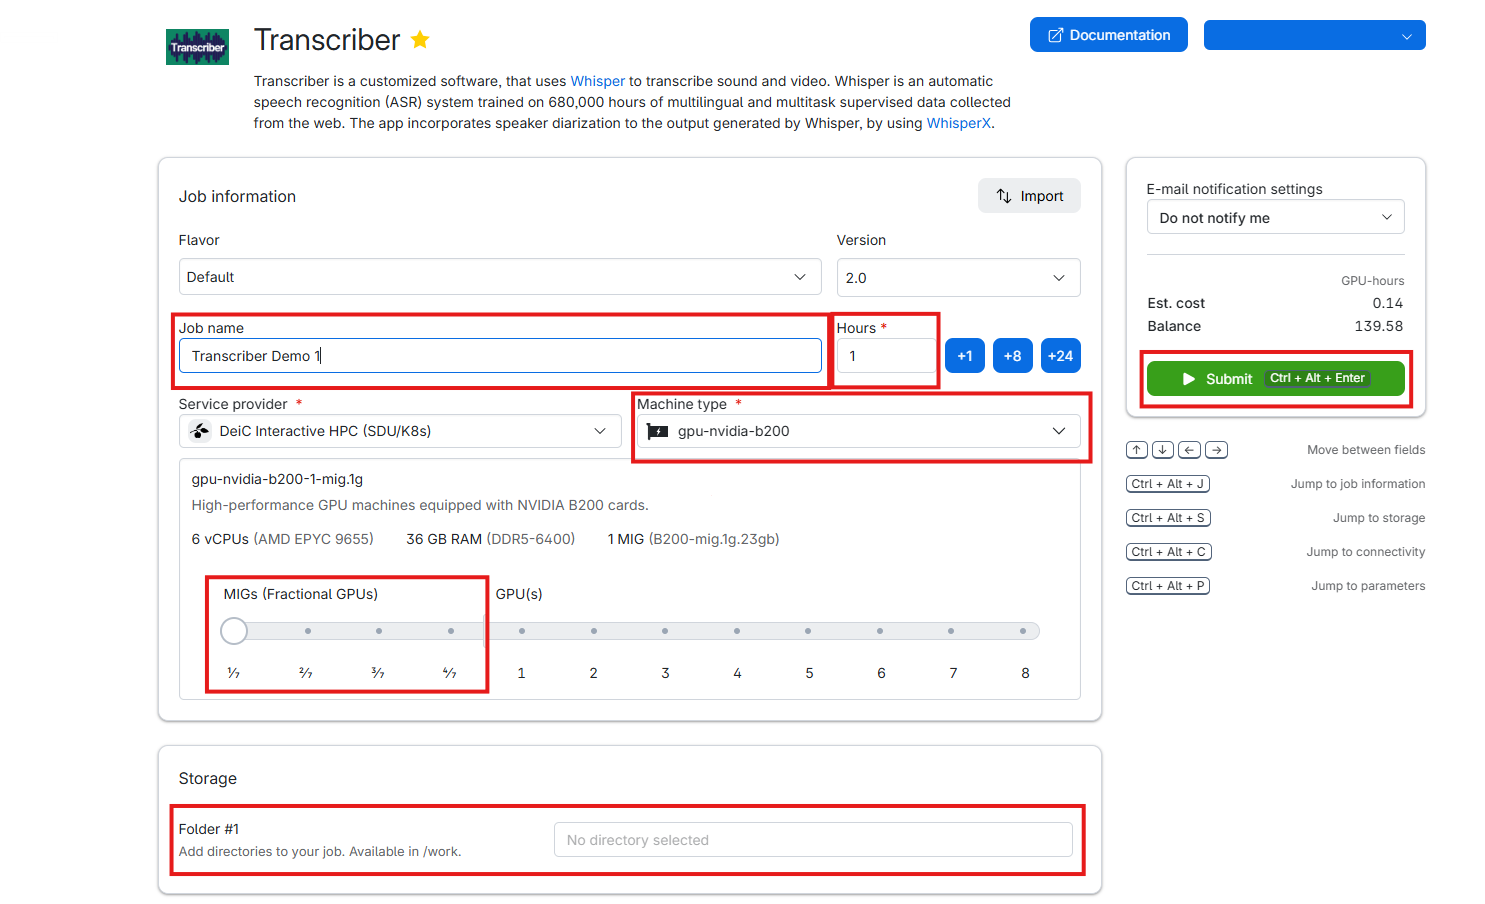 Transcriber
Transcriber
Documentation
Transcriber is a customized software, that uses Whisper to transcribe sound and video. Whisper is an automatic
speech recognition (ASR) system trained on 680,000 hours of multilingual and multitask supervised data collected
from the web. The app incorporates speaker diarization to the output generated by Whisper, by using WhisperX.
Job information
Import
Flavor
Version
Default
2.0
Job name
Hours *
Transcriber Demo 1
1
+1
+8
+24
Service provider *
Machine type *
DeiC Interactive HPC (SDU/K8s)
gpu-nvidia-b200
gpu-nvidia-b200-1-mig.1g
High-performance GPU machines equipped with NVIDIA B200 cards.
6 vCPUs (AMD EPYC 9655) 36 GB RAM (DDR5-6400) 1 MIG (B200-mig.1g.23gb)
MIGs (Fractional GPUs)
GPU(s)
1/7 2/7 3/7 4/7 1 2 3 4 5 6 7 8
Storage
Folder #1
Add directories to your job. Available in /work.
No directory selected
E-mail notification settings
Do not notify me
GPU-hours
Est. cost 0.14
Balance 139.58
Submit Ctrl + Alt + Enter
↑ ↓ ← → Move between fields
Ctrl + Alt + J Jump to job information
Ctrl + Alt + S Jump to storage
Ctrl + Alt + C Jump to connectivity
Ctrl + Alt + P Jump to parameters